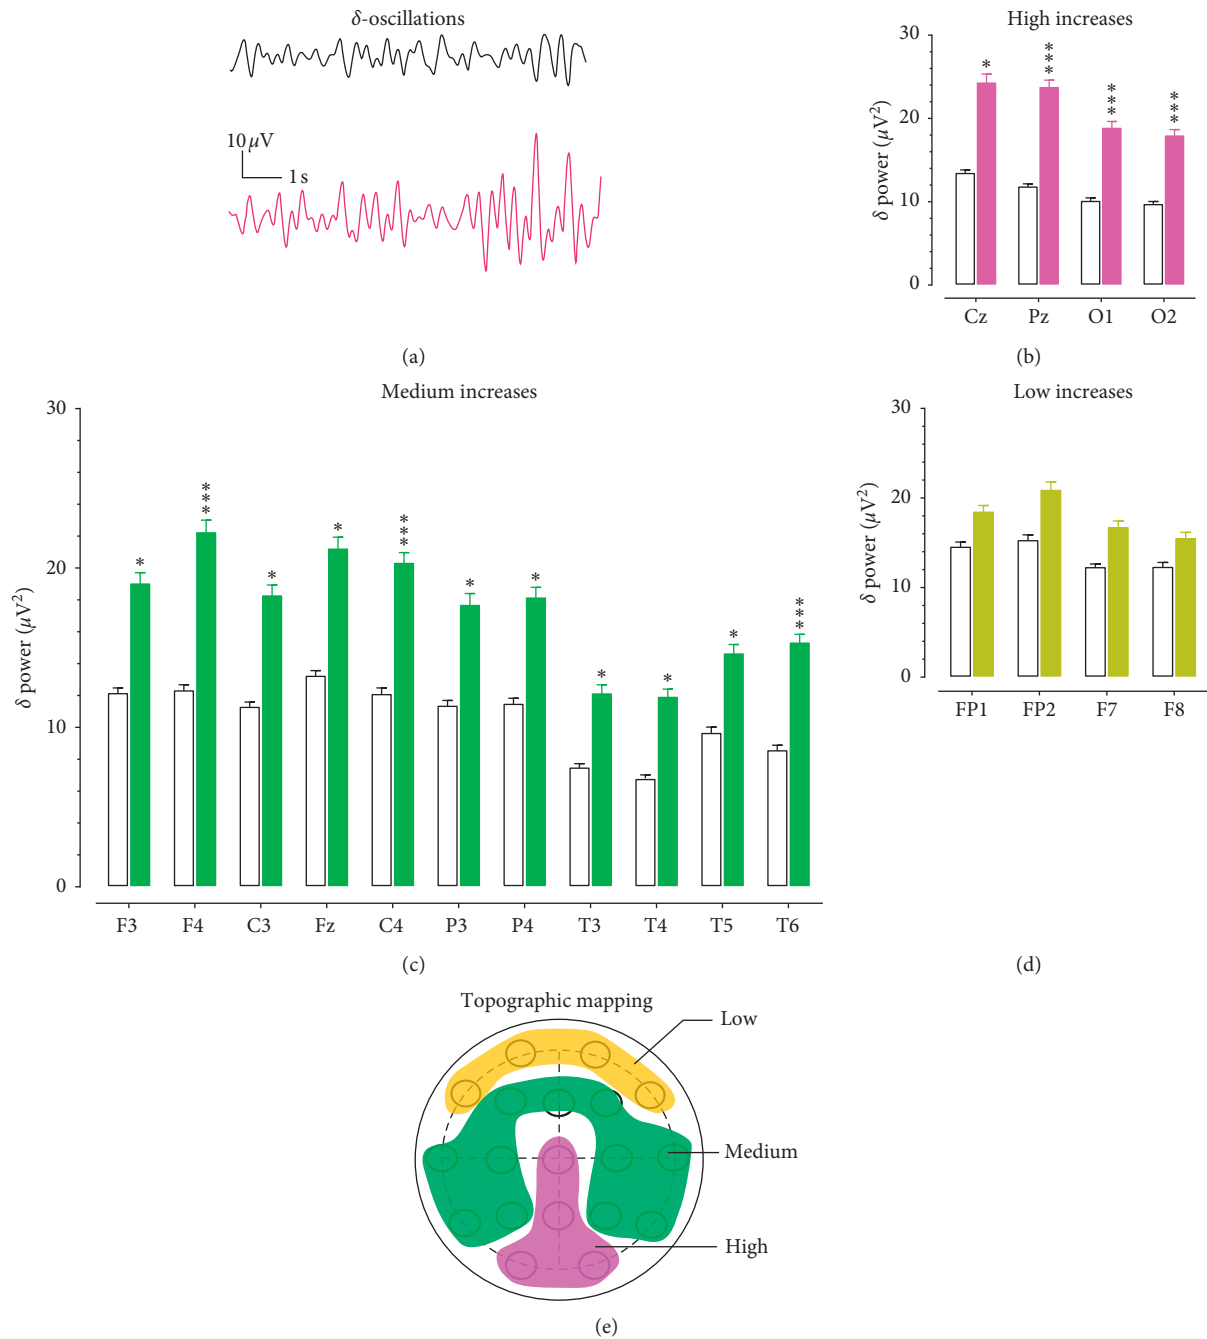 δ-oscillations
10 μV
1 s
(a)
High increases
δ power (μV²)
30
20
10
0
* *** *** ***
Cz Pz O1 O2
(b)
Medium increases
δ power (μV²)
30
20
10
0
* *** * * *** * * * * * ***
F3 F4 C3 Fz C4 P3 P4 T3 T4 T5 T6
(c)
Low increases
δ power (μV²)
30
20
10
0
FP1 FP2 F7 F8
(d)
Topographic mapping
Low
Medium
High
(e)